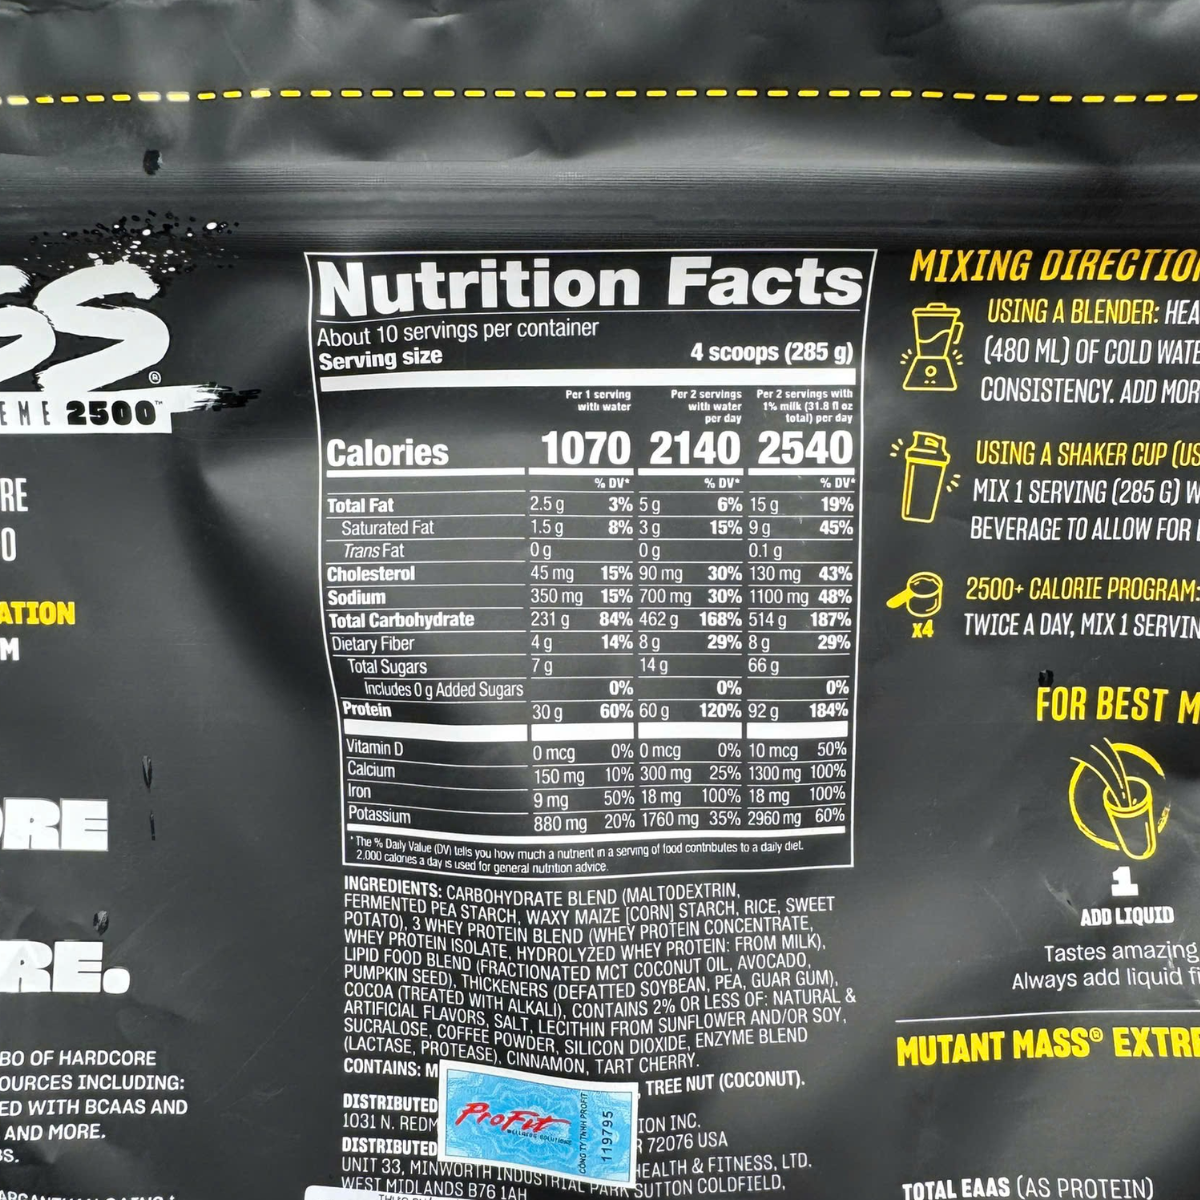 SS®
EME 2500™
RE
0
ATION
M
ORE
RE.
BO OF HARDCORE
OURCES INCLUDING:
ED WITH BCAAS AND
AND MORE.
BS.
Nutrition Facts
About 10 servings per container
Serving size 4 scoops (285 g)
Per 1 serving with water Per 2 servings with water per day Per 2 servings with 1% milk (31.8 fl oz total) per day
Calories 1070 2140 2540
% DV* % DV* % DV*
Total Fat 2.5 g 3% 5 g 6% 15 g 19%
Saturated Fat 1.5 g 8% 3 g 15% 9 g 45%
Trans Fat 0 g 0 g 0.1 g
Cholesterol 45 mg 15% 90 mg 30% 130 mg 43%
Sodium 350 mg 15% 700 mg 30% 1100 mg 48%
Total Carbohydrate 231 g 84% 462 g 168% 514 g 187%
Dietary Fiber 4 g 14% 8 g 29% 8 g 29%
Total Sugars 7 g 14 g 66 g
Includes 0 g Added Sugars 0% 0% 0%
Protein 30 g 60% 60 g 120% 92 g 184%
Vitamin D 0 mcg 0% 0 mcg 0% 10 mcg 50%
Calcium 150 mg 10% 300 mg 25% 1300 mg 100%
Iron 9 mg 50% 18 mg 100% 18 mg 100%
Potassium 880 mg 20% 1760 mg 35% 2960 mg 60%
*The % Daily Value (DV) tells you how much a nutrient in a serving of food contributes to a daily diet.
2,000 calories a day is used for general nutrition advice.
INGREDIENTS: CARBOHYDRATE BLEND (MALTODEXTRIN,
FERMENTED PEA STARCH, WAXY MAIZE [CORN] STARCH, RICE, SWEET
POTATO), 3 WHEY PROTEIN BLEND (WHEY PROTEIN CONCENTRATE,
WHEY PROTEIN ISOLATE, HYDROLYZED WHEY PROTEIN: FROM MILK),
LIPID FOOD BLEND (FRACTIONATED MCT COCONUT OIL, AVOCADO,
PUMPKIN SEED), THICKENERS (DEFATTED SOYBEAN, PEA, GUAR GUM),
COCOA (TREATED WITH ALKALI), CONTAINS 2% OR LESS OF: NATURAL &
ARTIFICIAL FLAVORS, SALT, LECITHIN FROM SUNFLOWER AND/OR SOY,
SUCRALOSE, COFFEE POWDER, SILICON DIOXIDE, ENZYME BLEND
(LACTASE, PROTEASE), CINNAMON, TART CHERRY.
CONTAINS: M , TREE NUT (COCONUT).
DISTRIBUTED ION INC.
1031 N. REDM R 72076 USA
DISTRIBUTED HEALTH & FITNESS, LTD.
UNIT 33, MINWORTH INDUSTRIAL PARK SUTTON COLDFIELD,
WEST MIDLANDS B76 1AH
ProFit
WELLNESS SOLUTIONS
CÔNG TY TNHH PROFIT
119795
MIXING DIRECTIO
USING A BLENDER: HEA
(480 ML) OF COLD WATE
CONSISTENCY. ADD MOR
USING A SHAKER CUP (US
MIX 1 SERVING (285 G) W
BEVERAGE TO ALLOW FOR
x4
2500+ CALORIE PROGRAM:
TWICE A DAY, MIX 1 SERVIN
FOR BEST M
1
ADD LIQUID
Tastes amazing
Always add liquid fi
MUTANT MASS® EXTRE
TOTAL EAAS (AS PROTEIN)